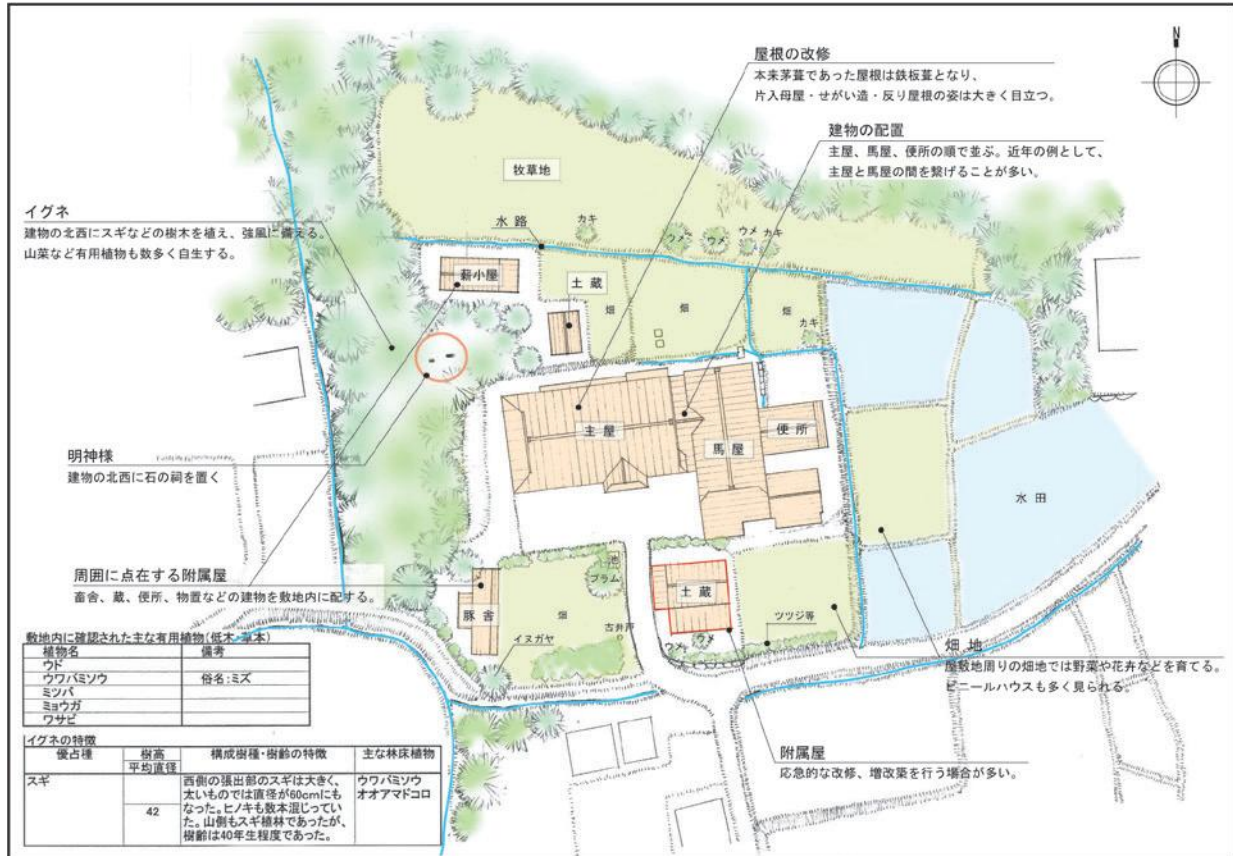 N
屋根の改修
本来茅葺であった屋根は鉄板葺となり、
片入母屋・せがい造・反り屋根の姿は大きく目立つ。
建物の配置
主屋、馬屋、便所の順で並ぶ。近年の例として、
主屋と馬屋の間を繋げることが多い。
牧草地
イグネ
建物の北西にスギなどの樹木を植え、強風に備える。
山菜など有用植物も数多く自生する。
水路
カキ
ウメ
ウメ
ウメ
カキ
薪小屋
土蔵
畑
畑
畑
カキ
主屋
馬屋
便所
明神様
建物の北西に石の祠を置く
水田
周囲に点在する附属屋
畜舎、蔵、便所、物置などの建物を敷地内に配する。
豚舎
畑
プラム
古井戸
イヌガヤ
土蔵
ウメ
ウメ
ツツジ等
畑地
屋敷地周りの畑地では野菜や花卉などを育てる。
ビニールハウスも多く見られる。
附属屋
応急的な改修、増改築を行う場合が多い。
敷地内に確認された主な有用植物(低木・草本)
植物名 備考
ウド
ウワバミソウ 俗名:ミズ
ミツバ
ミョウガ
ワサビ
イグネの特徴
優占種 樹高 構成樹種・樹齢の特徴 主な林床植物
平均直径
スギ 西側の張出部のスギは大きく、 ウワバミソウ
太いものでは直径が60cmにも オオアマドコロ
42 なった。ヒノキも数本混じってい
た。山側もスギ植林であったが、
樹齢は40年生程度であった。